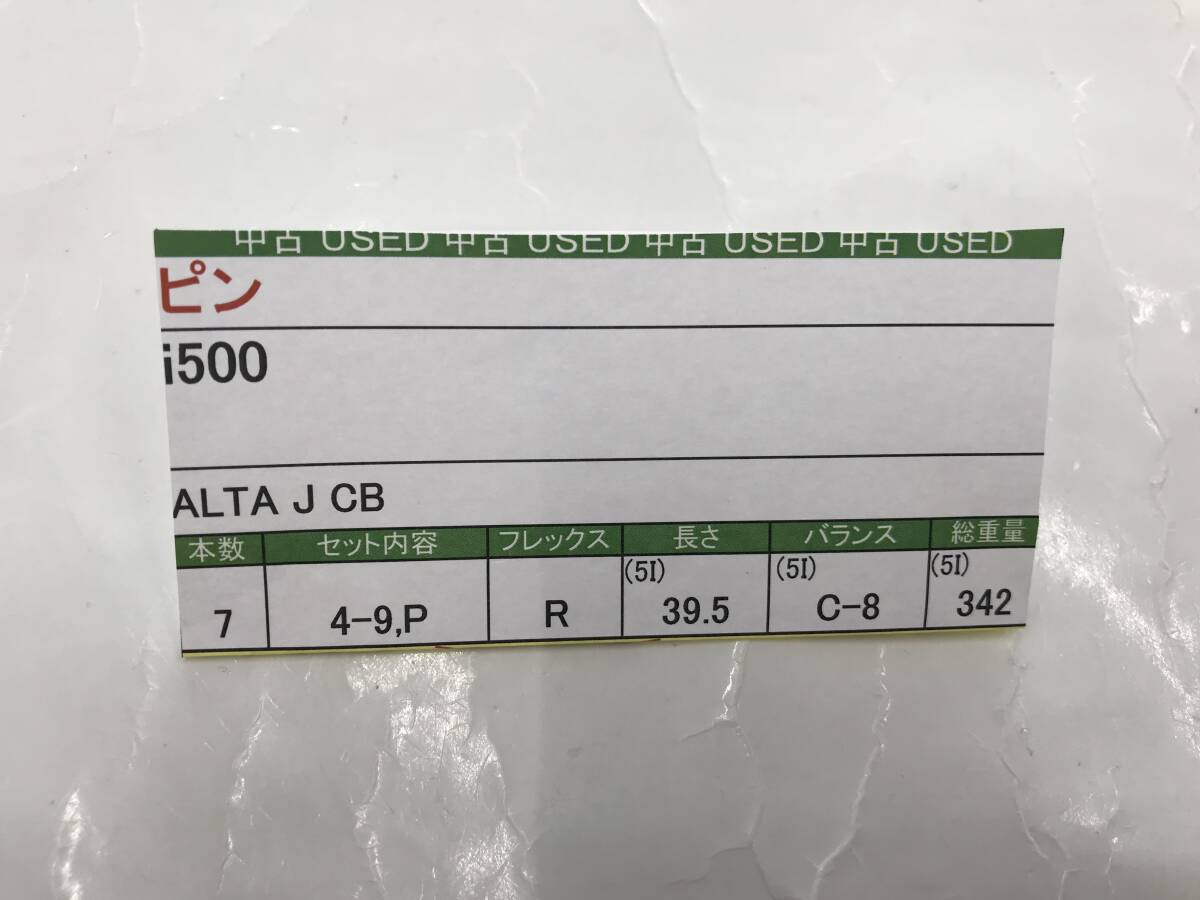 中古 USED 中古 USED 中古 USED 中古 USED
ピン
i500
ALTA J CB
本数 セット内容 フレックス 長さ バランス 総重量
(5I) (5I) (5I)
7 4-9,P R 39.5 C-8 342